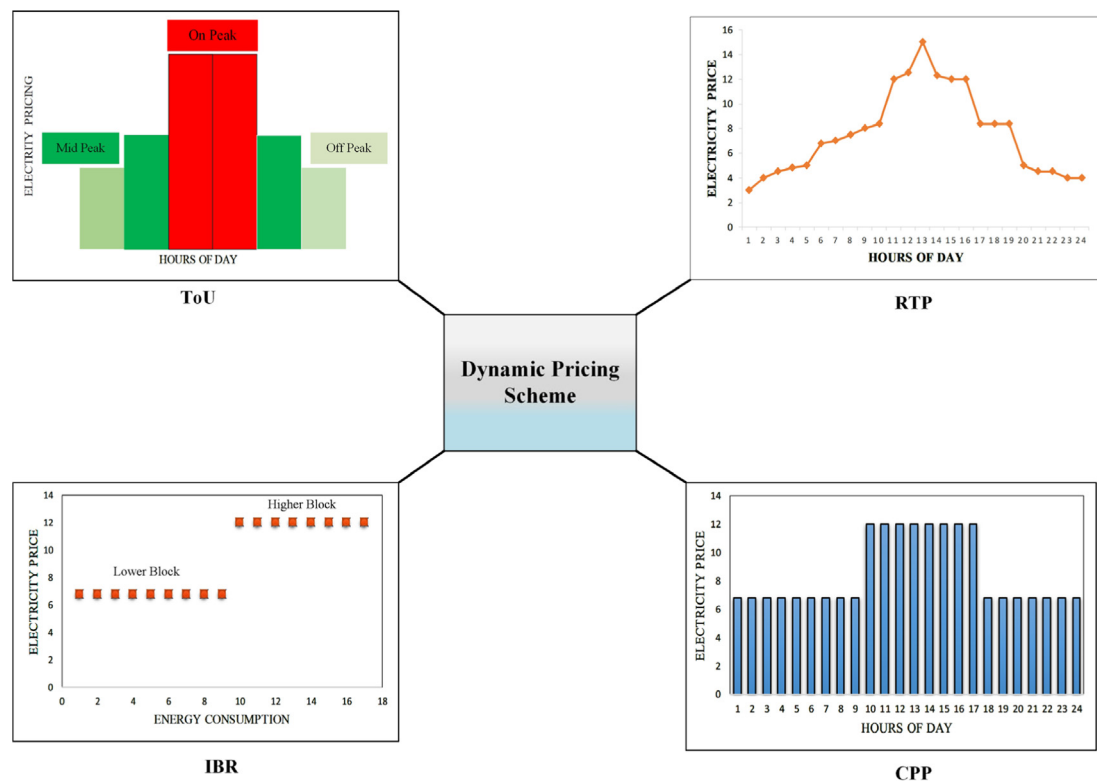 On Peak
Mid Peak
Off Peak
ELECTRITY PRICING
HOURS OF DAY
ToU
16
14
12
10
8
6
4
2
0
ELECTRICITY PRICE
1 2 3 4 5 6 7 8 9 10 11 12 13 14 15 16 17 18 19 20 21 22 23 24
HOURS OF DAY
RTP
Dynamic Pricing
Scheme
14
12
10
8
6
4
2
0
ELECTRICITY PRICE
Higher Block
Lower Block
0 2 4 6 8 10 12 14 16 18
ENERGY CONSUMPTION
IBR
14
12
10
8
6
4
2
0
ELECTRICITY PRICE
1 2 3 4 5 6 7 8 9 10 11 12 13 14 15 16 17 18 19 20 21 22 23 24
HOURS OF DAY
CPP